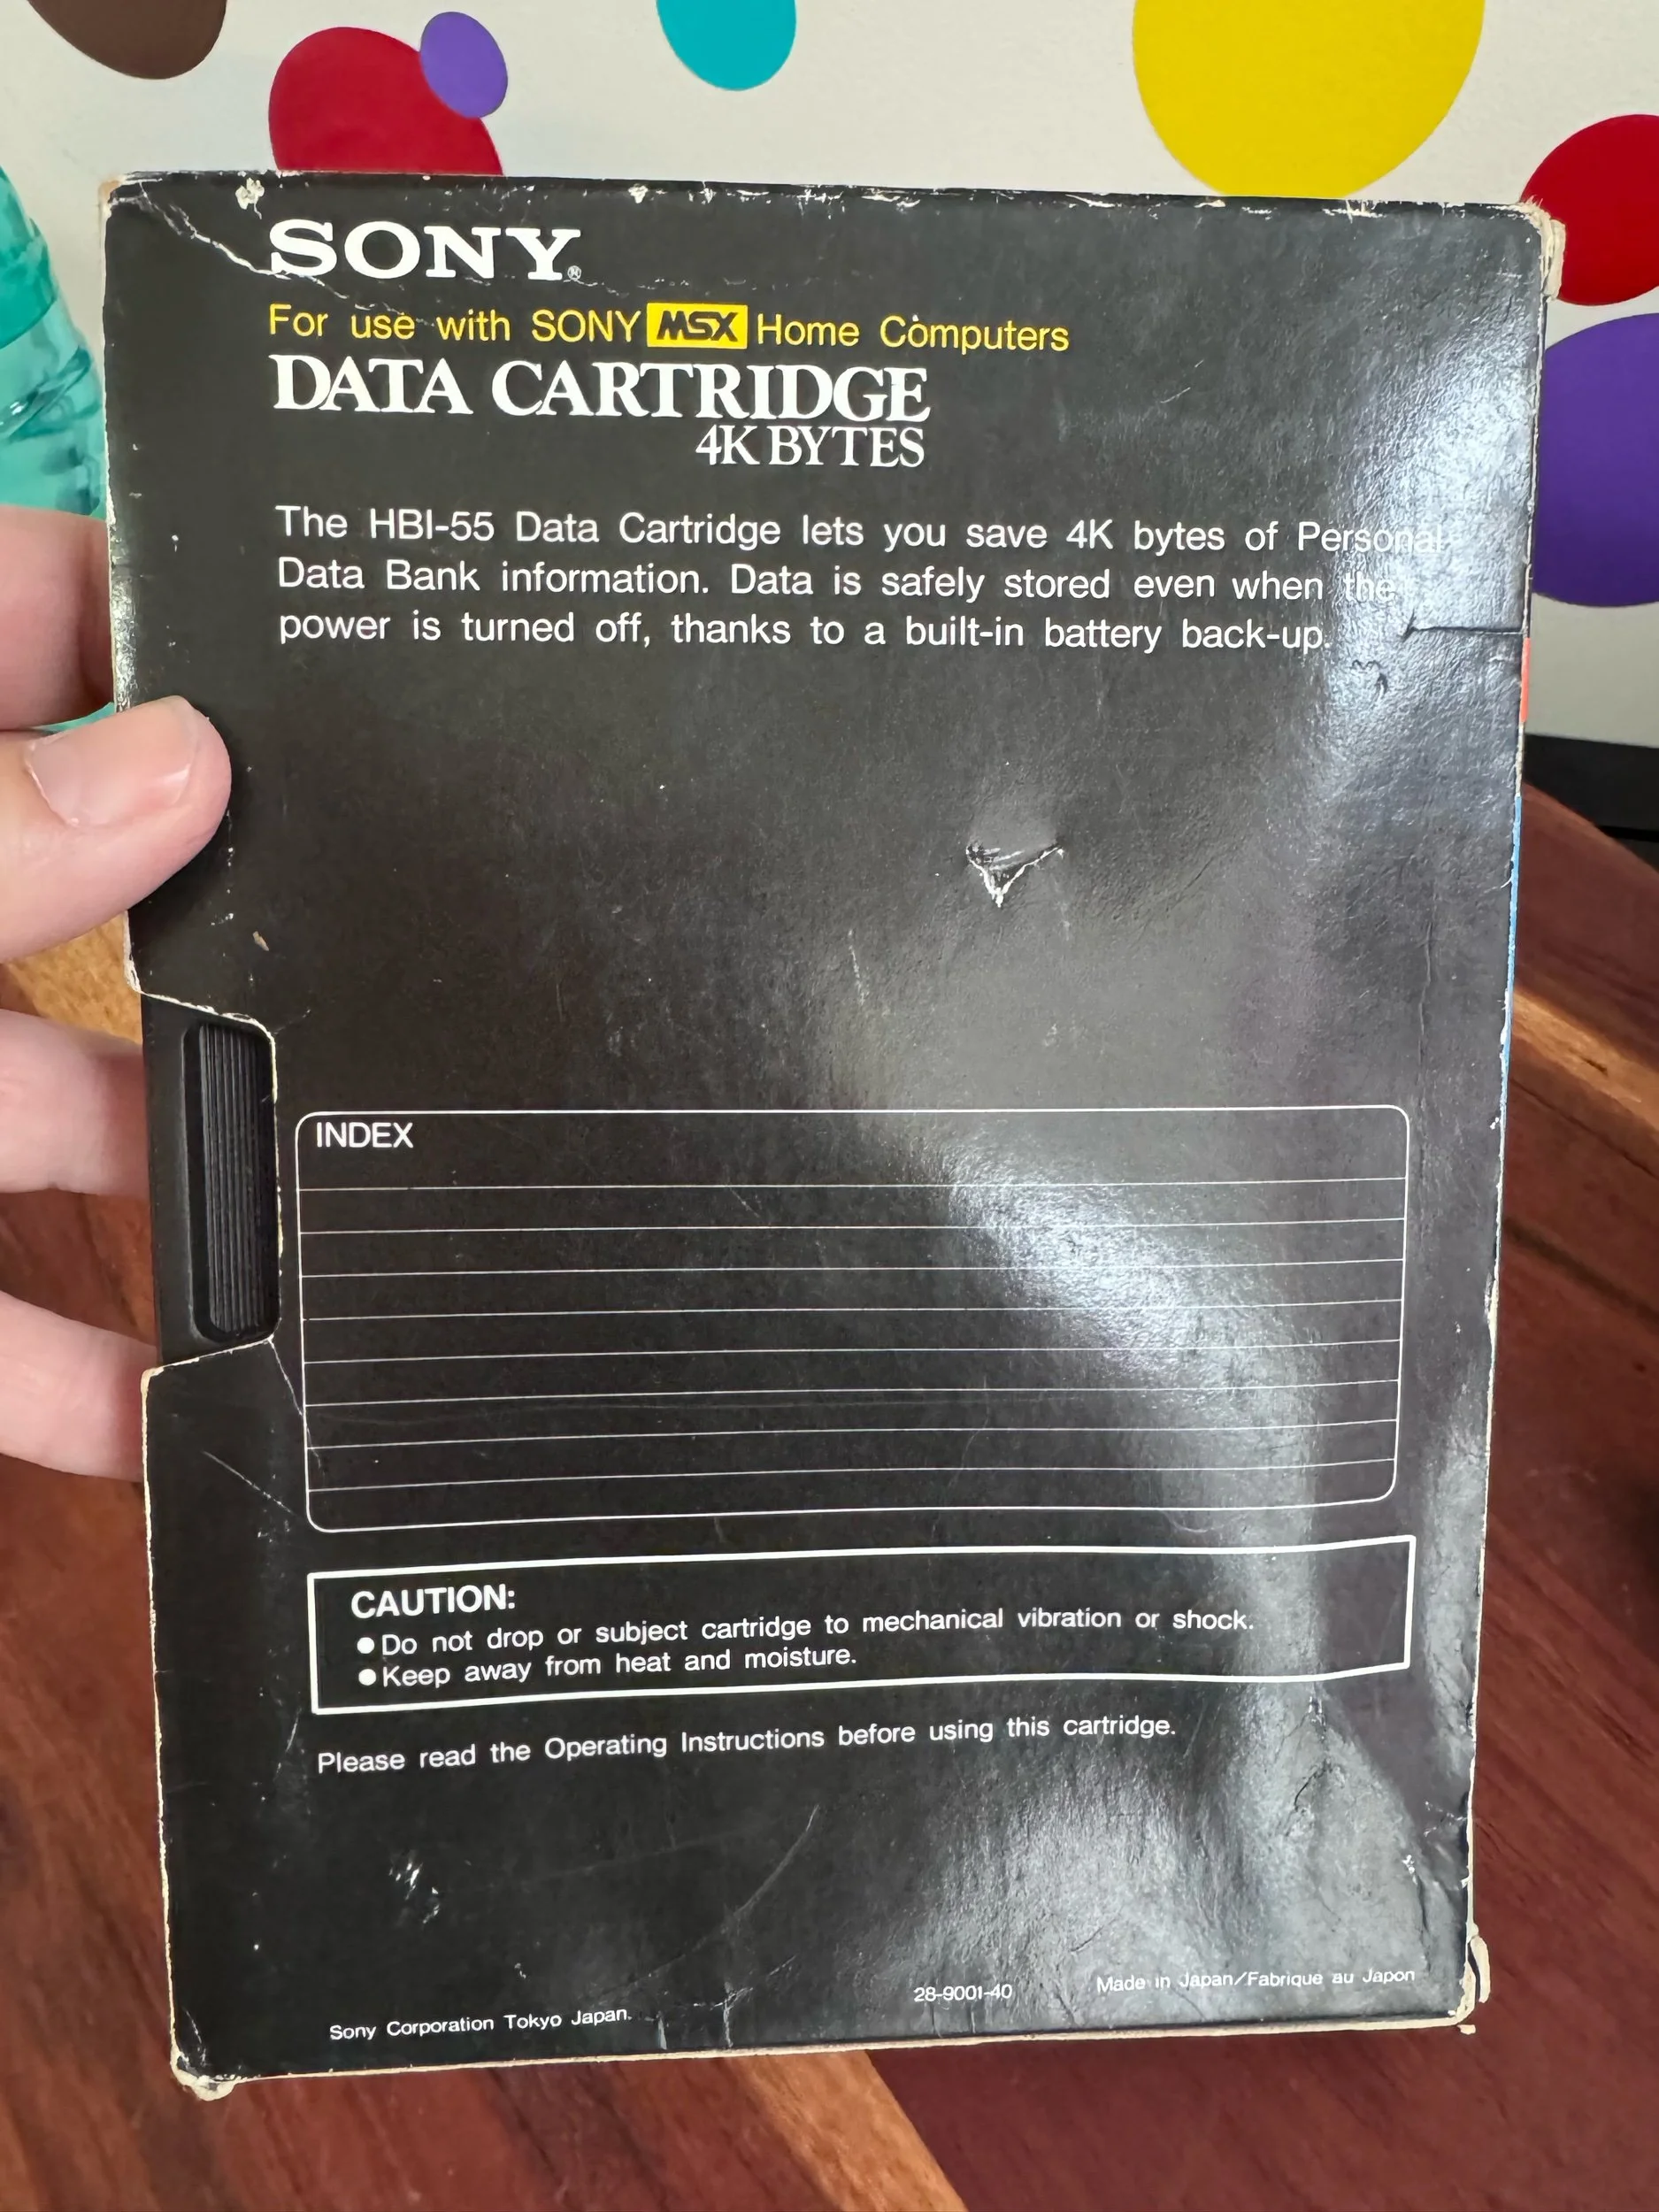 SONY®
For use with SONY MSX Home Computers
DATA CARTRIDGE
4K BYTES
The HBI-55 Data Cartridge lets you save 4K bytes of Personal
Data Bank information. Data is safely stored even when the
power is turned off, thanks to a built-in battery back-up.
INDEX
CAUTION:
●Do not drop or subject cartridge to mechanical vibration or shock.
●Keep away from heat and moisture.
Please read the Operating Instructions before using this cartridge.
Sony Corporation Tokyo Japan. 28-9001-40 Made in Japan/Fabrique au Japon